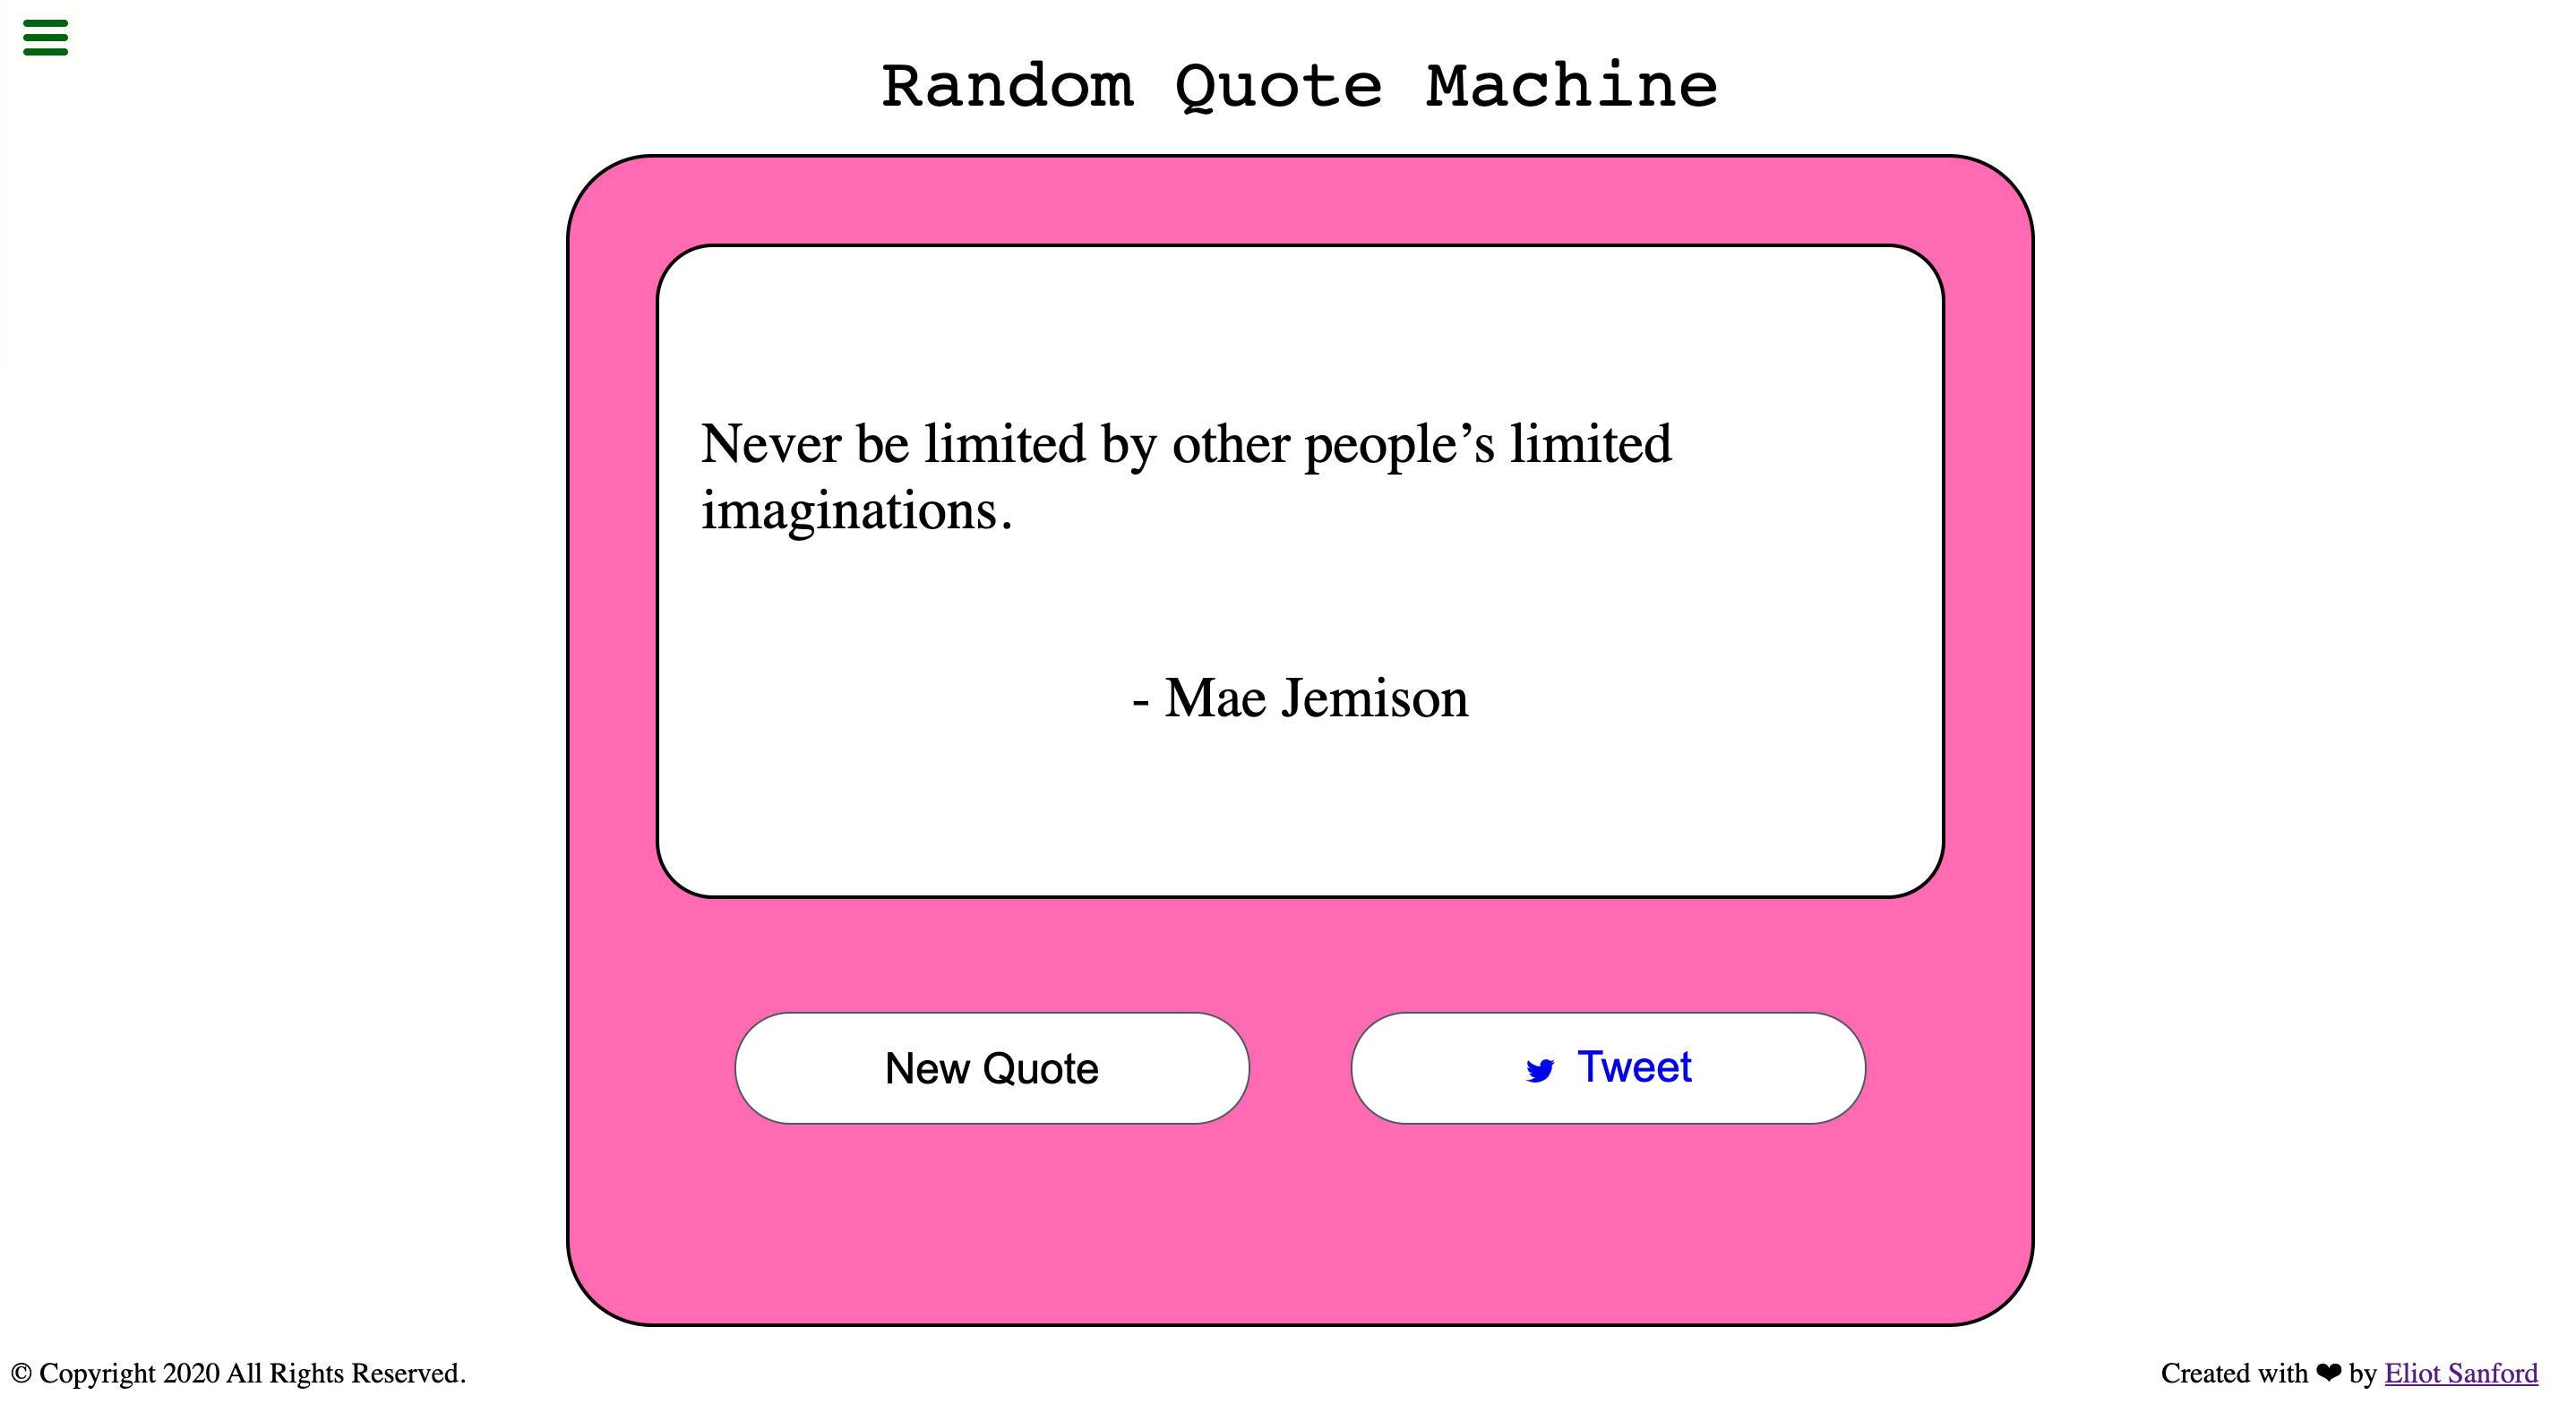 Random Quote Machine
Never be limited by other people’s limited
imaginations.
- Mae Jemison
New Quote
Tweet
© Copyright 2020 All Rights Reserved.
Created with ❤ by Eliot Sanford